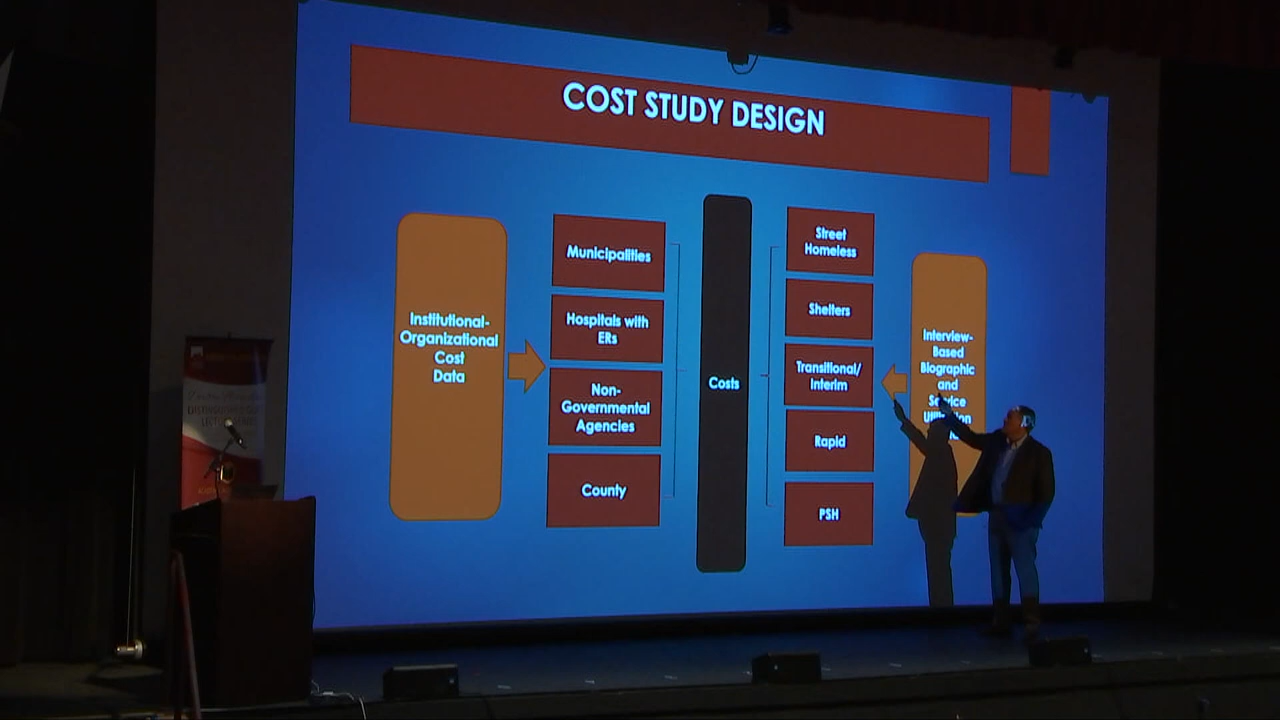 COST STUDY DESIGN
Institutional-
Organizational
Cost
Data
Municipalities
Hospitals with
ERs
Non-
Governmental
Agencies
County
Costs
Street
Homeless
Shelters
Transitional/
Interim
Rapid
PSH
Interview-
Based
Biographic
and
Service